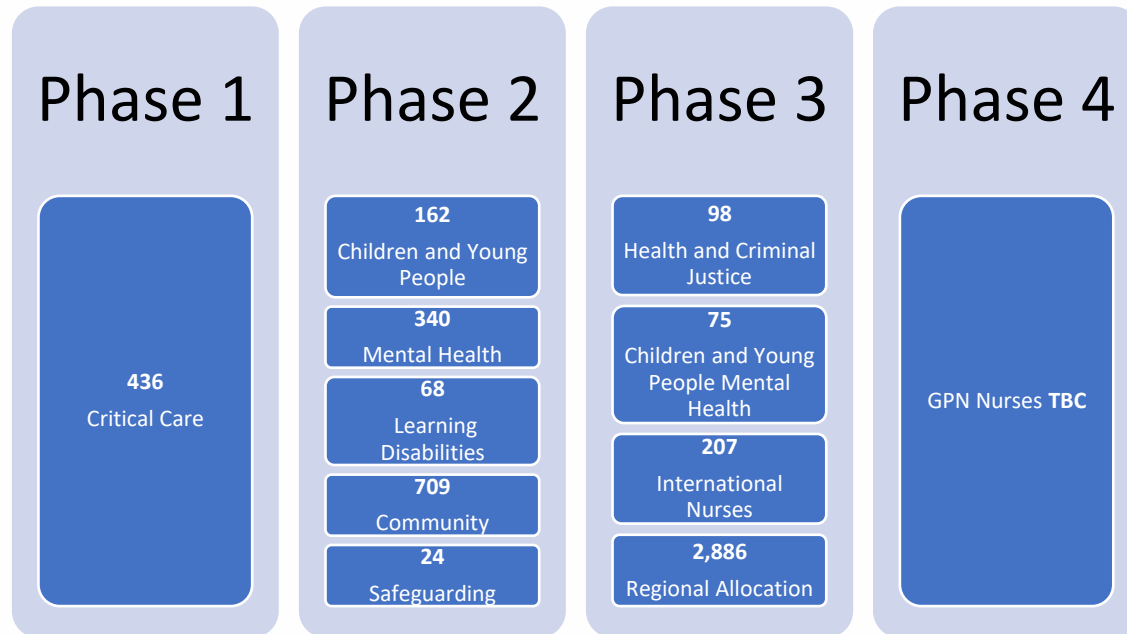 Phase 1
436
Critical Care
Phase 2
162
Children and Young
People
340
Mental Health
68
Learning
Disabilities
709
Community
24
Safeguarding
Phase 3
98
Health and Criminal
Justice
75
Children and Young
People Mental
Health
207
International
Nurses
2,886
Regional Allocation
Phase 4
GPN Nurses TBC